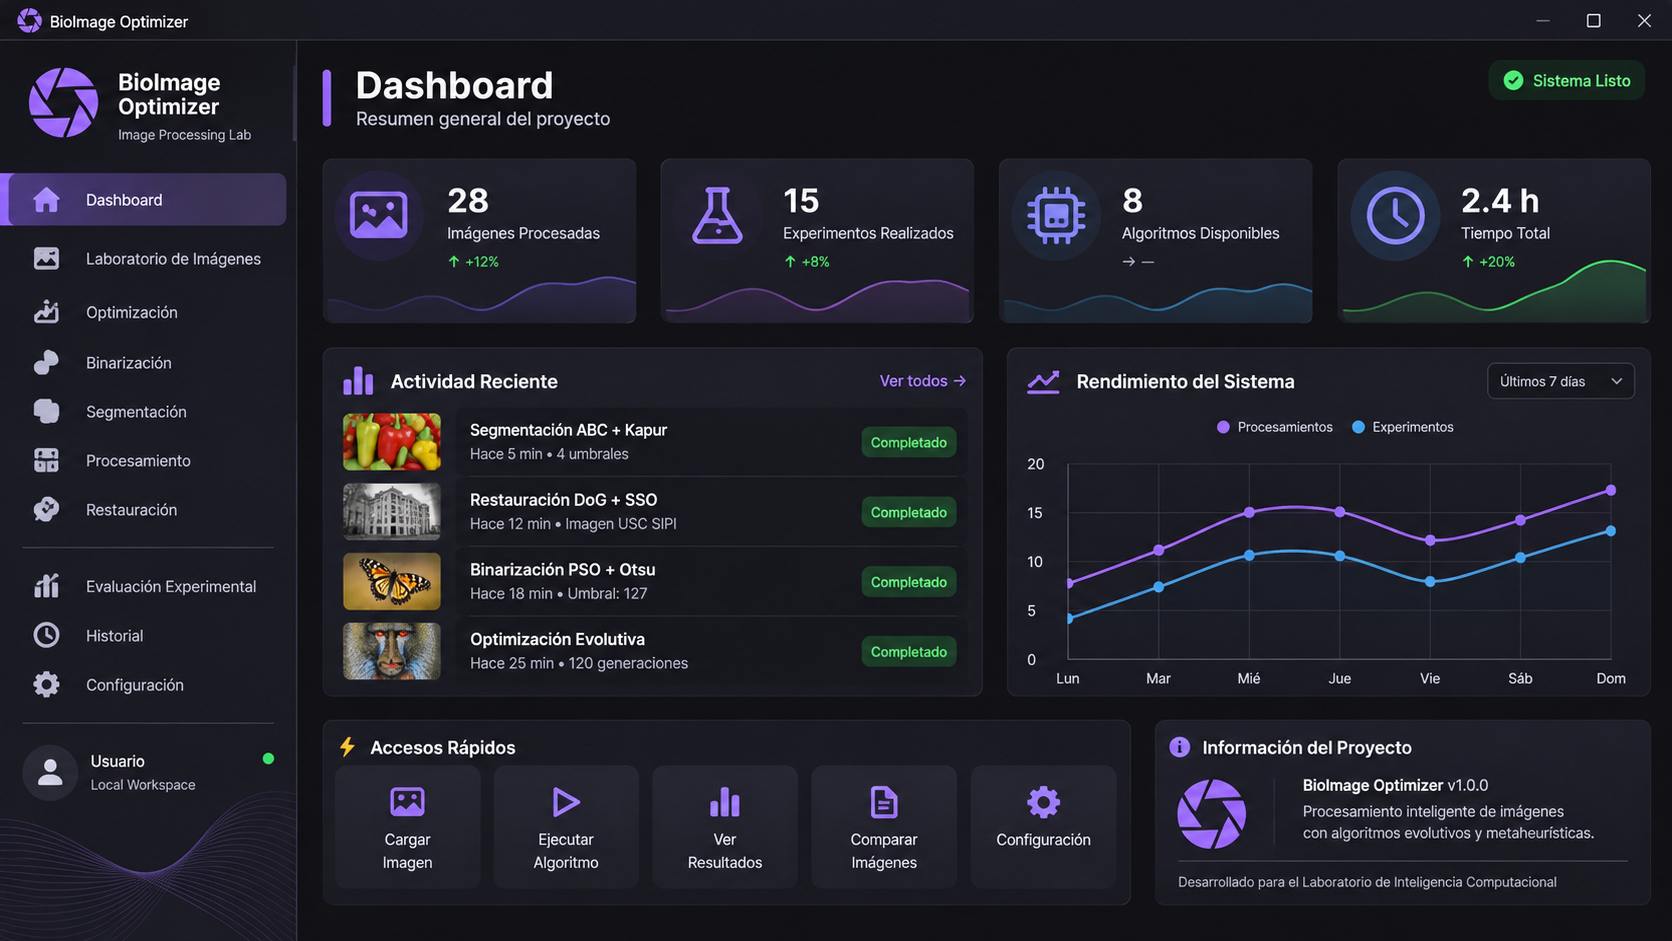 BioImage Optimizer
BioImage
Optimizer
Image Processing Lab
Dashboard
Laboratorio de Imágenes
Optimización
Binarización
Segmentación
Procesamiento
Restauración
Evaluación Experimental
Historial
Configuración
Usuario
Local Workspace
Dashboard
Resumen general del proyecto
Sistema Listo
28
Imágenes Procesadas
↑ +12%
15
Experimentos Realizados
↑ +8%
8
Algoritmos Disponibles
→ —
2.4 h
Tiempo Total
↑ +20%
Actividad Reciente
Ver todos →
Segmentación ABC + Kapur
Hace 5 min • 4 umbrales
Completado
Restauración DoG + SSO
Hace 12 min • Imagen USC SIPI
Completado
Binarización PSO + Otsu
Hace 18 min • Umbral: 127
Completado
Optimización Evolutiva
Hace 25 min • 120 generaciones
Completado
Rendimiento del Sistema
Últimos 7 días
Procesamientos
Experimentos
20
15
10
5
0
Lun Mar Mié Jue Vie Sáb Dom
Accesos Rápidos
Cargar
Imagen
Ejecutar
Algoritmo
Ver
Resultados
Comparar
Imágenes
Configuración
Información del Proyecto
BioImage Optimizer v1.0.0
Procesamiento inteligente de imágenes
con algoritmos evolutivos y metaheurísticas.
Desarrollado para el Laboratorio de Inteligencia Computacional